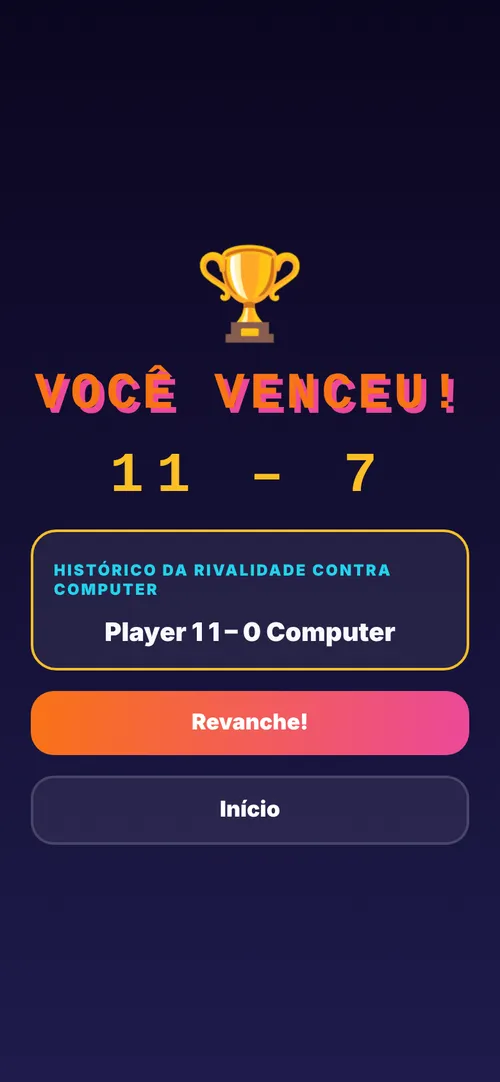 VOCÊ VENCEU!
11 – 7
HISTÓRICO DA RIVALIDADE CONTRA
COMPUTER
Player 11 – 0 Computer
Revanche!
Início